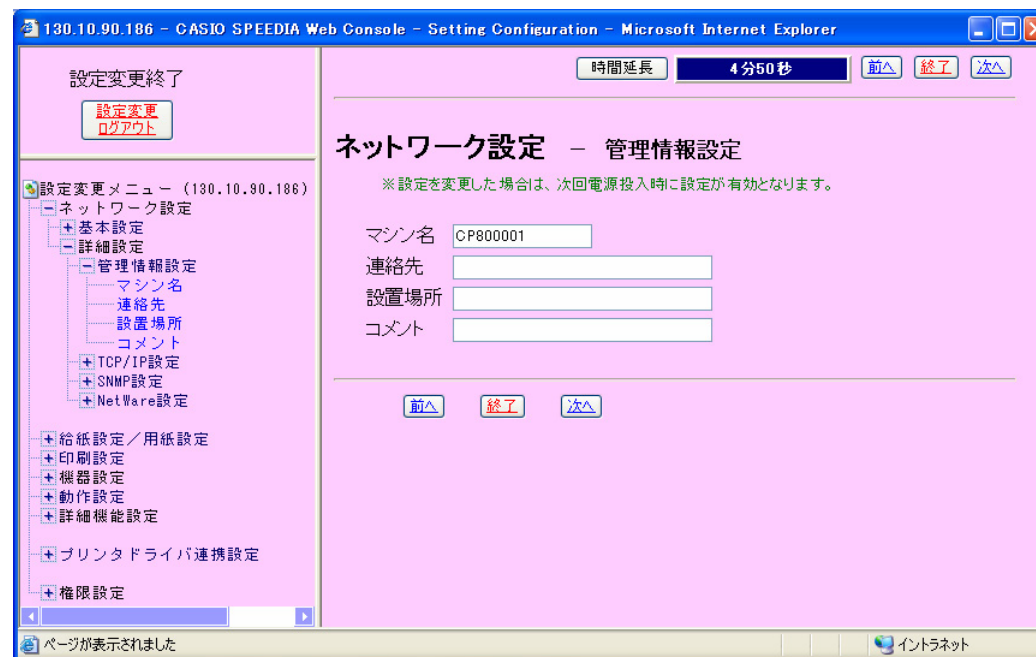 130.10.90.186 - CASIO SPEEDIA Web Console - Setting Configuration - Microsoft Internet Explorer
設定変更終了
設定変更
ログアウト
時間延長
4分50秒
前へ
終了
次へ
設定変更メニュー (130.10.90.186)
ネットワーク設定
基本設定
詳細設定
管理情報設定
マシン名
連絡先
設置場所
コメント
TCP/IP設定
SNMP設定
NetWare設定
給紙設定／用紙設定
印刷設定
機器設定
動作設定
詳細機能設定
プリンタドライバ連携設定
権限設定
ネットワーク設定 － 管理情報設定
※設定を変更した場合は、次回電源投入時に設定が有効となります。
マシン名 CP800001
連絡先
設置場所
コメント
前へ
終了
次へ
ページが表示されました
イントラネット